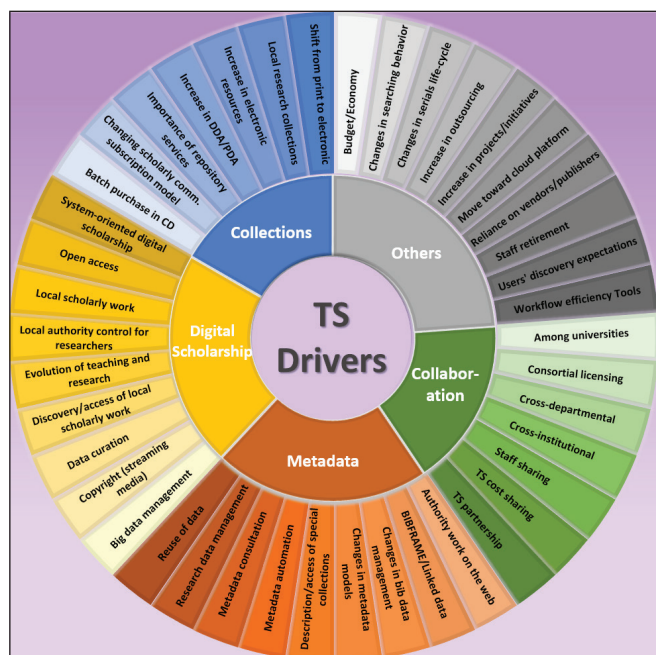 TS
Drivers
Others
Budget/Economy
Changes in searching behavior
Changes in serials life-cycle
Increase in outsourcing
Increase in projects/initiatives
Move toward cloud platform
Reliance on vendors/publishers
Staff retirement
Users' discovery expectations
Workflow efficiency Tools
Collabor-
ation
Among universities
Consortial licensing
Cross-departmental
Cross-institutional
Staff sharing
TS cost sharing
TS partnership
Metadata
Authority work on the web
BIBFRAME/Linked data
Changes in bib data
management
Changes in metadata
models
Description/access of special
collections
Metadata automation
Metadata consultation
Research data management
Reuse of data
Digital
Scholarship
Big data management
Copyright (streaming
media)
Data curation
Discovery/access of local
scholarly work
Evolution of teaching and
research
Local authority control for
researchers
Local scholarly work
Open access
System-oriented digital
scholarship
Collections
Batch purchase in CD
Changing scholarly comm.
subscription model
Importance of repository
services
Increase in DDA/PDA
Increase in electronic
resources
Local research collections
Shift from print to electronic